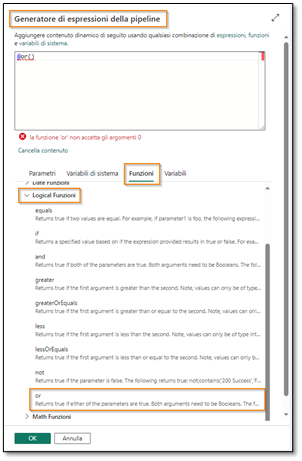 Generatore di espressioni della pipeline
Aggiungere contenuto dinamico di seguito usando qualsiasi combinazione di espressioni, funzioni
e variabili di sistema.
@or()
la funzione 'or' non accetta gli argomenti 0
Cancella contenuto
Parametri Variabili di sistema Funzioni Variabili
Date Funzioni
Logical Funzioni
equals
Returns true if two values are equal. For example, if parameter1 is foo, the following expressi...
if
Returns a specified value based on if the expression provided results in true or false. For exa...
and
Returns true if both of the parameters are true. Both arguments need to be Booleans. The fo...
greater
Returns true if the first argument is greater than the second. Note, values can only be of type...
greaterOrEquals
Returns true if the first argument is greater than or equal to the second. Note, values can onl...
less
Returns true if the first argument is less than the second. Note, values can only be of type int...
lessOrEquals
Returns true if the first argument is less than or equal to the second. Note, values can only b...
not
Returns true if the parameter is false. The following returns true: not(contains('200 Success','F...
or
Returns true if either of the parameters are true. Both arguments need to be Booleans. The f...
Math Funzioni
OK Annulla